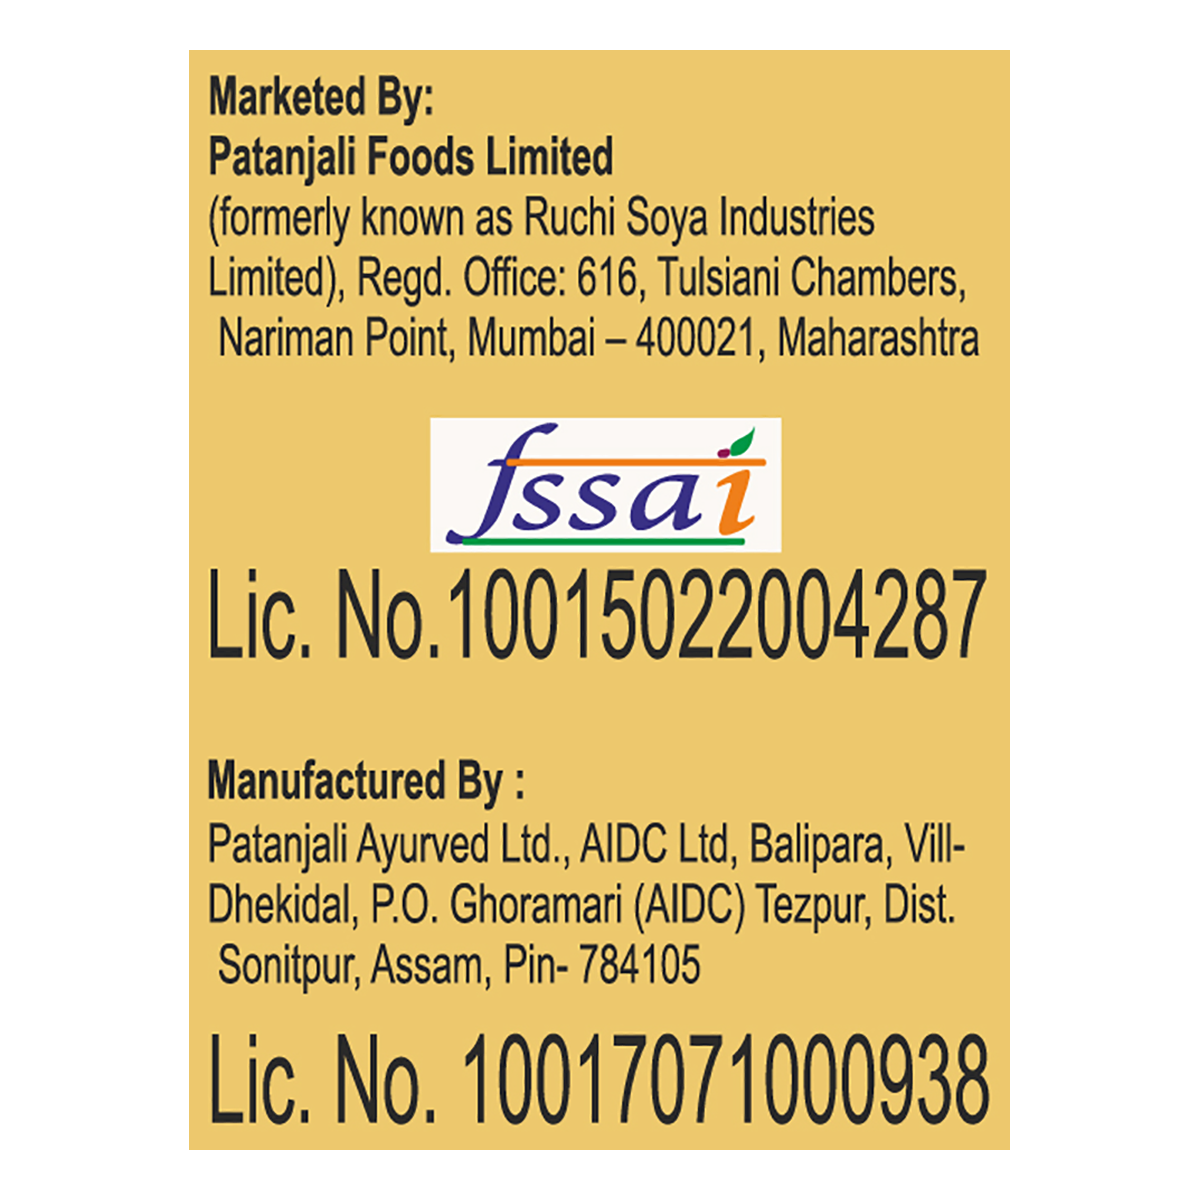 Marketed By:
Patanjali Foods Limited
(formerly known as Ruchi Soya Industries
Limited), Regd. Office: 616, Tulsiani Chambers,
Nariman Point, Mumbai – 400021, Maharashtra
fssai
Lic. No.10015022004287
Manufactured By :
Patanjali Ayurved Ltd., AIDC Ltd, Balipara, Vill-
Dhekidal, P.O. Ghoramari (AIDC) Tezpur, Dist.
Sonitpur, Assam, Pin- 784105
Lic. No. 10017071000938